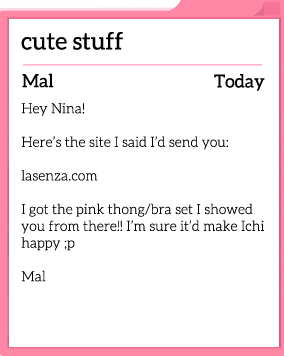 cute stuff
Mal Today
Hey Nina!
Here's the site I said I'd send you:
lasenza.com
I got the pink thong/bra set I showed
you from there!! I'm sure it'd make Ichi
happy ;p
Mal